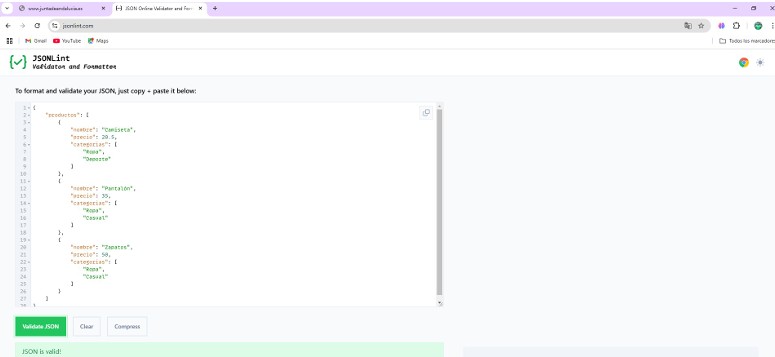 www.juntadeandalucia.es
JSON Online Validator and For
jsonlint.com
Gmail
YouTube
Maps
Todos los marcadores
JSONLint
Validator and Formatter
To format and validate your JSON, just copy + paste it below:
1 {
2 "productos": [
3 {
4 "nombre": "Camiseta",
5 "precio": 20.5,
6 "categorias": [
7 "Ropa",
8 "Deporte"
9 ]
10 },
11 {
12 "nombre": "Pantalón",
13 "precio": 35,
14 "categorias": [
15 "Ropa",
16 "Casual"
17 ]
18 },
19 {
20 "nombre": "Zapatos",
21 "precio": 50,
22 "categorias": [
23 "Ropa",
24 "Casual"
25 ]
26 }
27 ]
28 }
Validate JSON
Clear
Compress
JSON is valid!